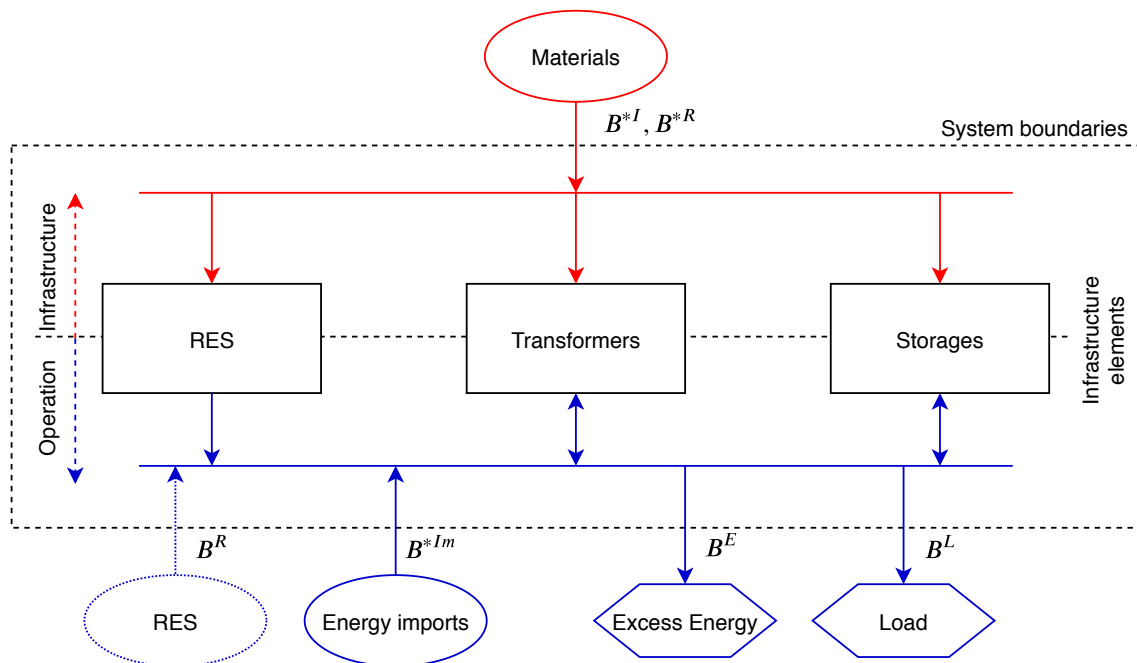 Materials
B*I, B*R
System boundaries
Infrastructure
Operation
RES
Transformers
Storages
Infrastructure
elements
B^R
B*Im
B^E
B^L
RES
Energy imports
Excess Energy
Load